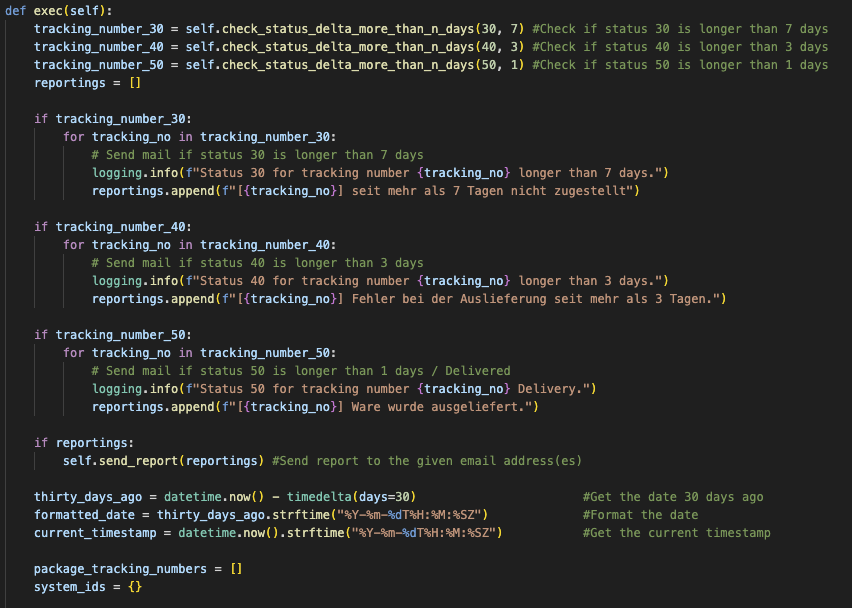 def exec(self):
    tracking_number_30 = self.check_status_delta_more_than_n_days(30, 7) #Check if status 30 is longer than 7 days
    tracking_number_40 = self.check_status_delta_more_than_n_days(40, 3) #Check if status 40 is longer than 3 days
    tracking_number_50 = self.check_status_delta_more_than_n_days(50, 1) #Check if status 50 is longer than 1 days
    reportings = []

    if tracking_number_30:
        for tracking_no in tracking_number_30:
            # Send mail if status 30 is longer than 7 days
            logging.info(f"Status 30 for tracking number {tracking_no} longer than 7 days.")
            reportings.append(f"[{tracking_no}] seit mehr als 7 Tagen nicht zugestellt")

    if tracking_number_40:
        for tracking_no in tracking_number_40:
            # Send mail if status 40 is longer than 3 days
            logging.info(f"Status 40 for tracking number {tracking_no} longer than 3 days.")
            reportings.append(f"[{tracking_no}] Fehler bei der Auslieferung seit mehr als 3 Tagen.")

    if tracking_number_50:
        for tracking_no in tracking_number_50:
            # Send mail if status 50 is longer than 1 days / Delivered
            logging.info(f"Status 50 for tracking number {tracking_no} Delivery.")
            reportings.append(f"[{tracking_no}] Ware wurde ausgeliefert.")

    if reportings:
        self.send_report(reportings) #Send report to the given email address(es)

    thirty_days_ago = datetime.now() - timedelta(days=30)                       #Get the date 30 days ago
    formatted_date = thirty_days_ago.strftime("%Y-%m-%dT%H:%M:%SZ")             #Format the date
    current_timestamp = datetime.now().strftime("%Y-%m-%dT%H:%M:%SZ")           #Get the current timestamp

    package_tracking_numbers = []
    system_ids = {}